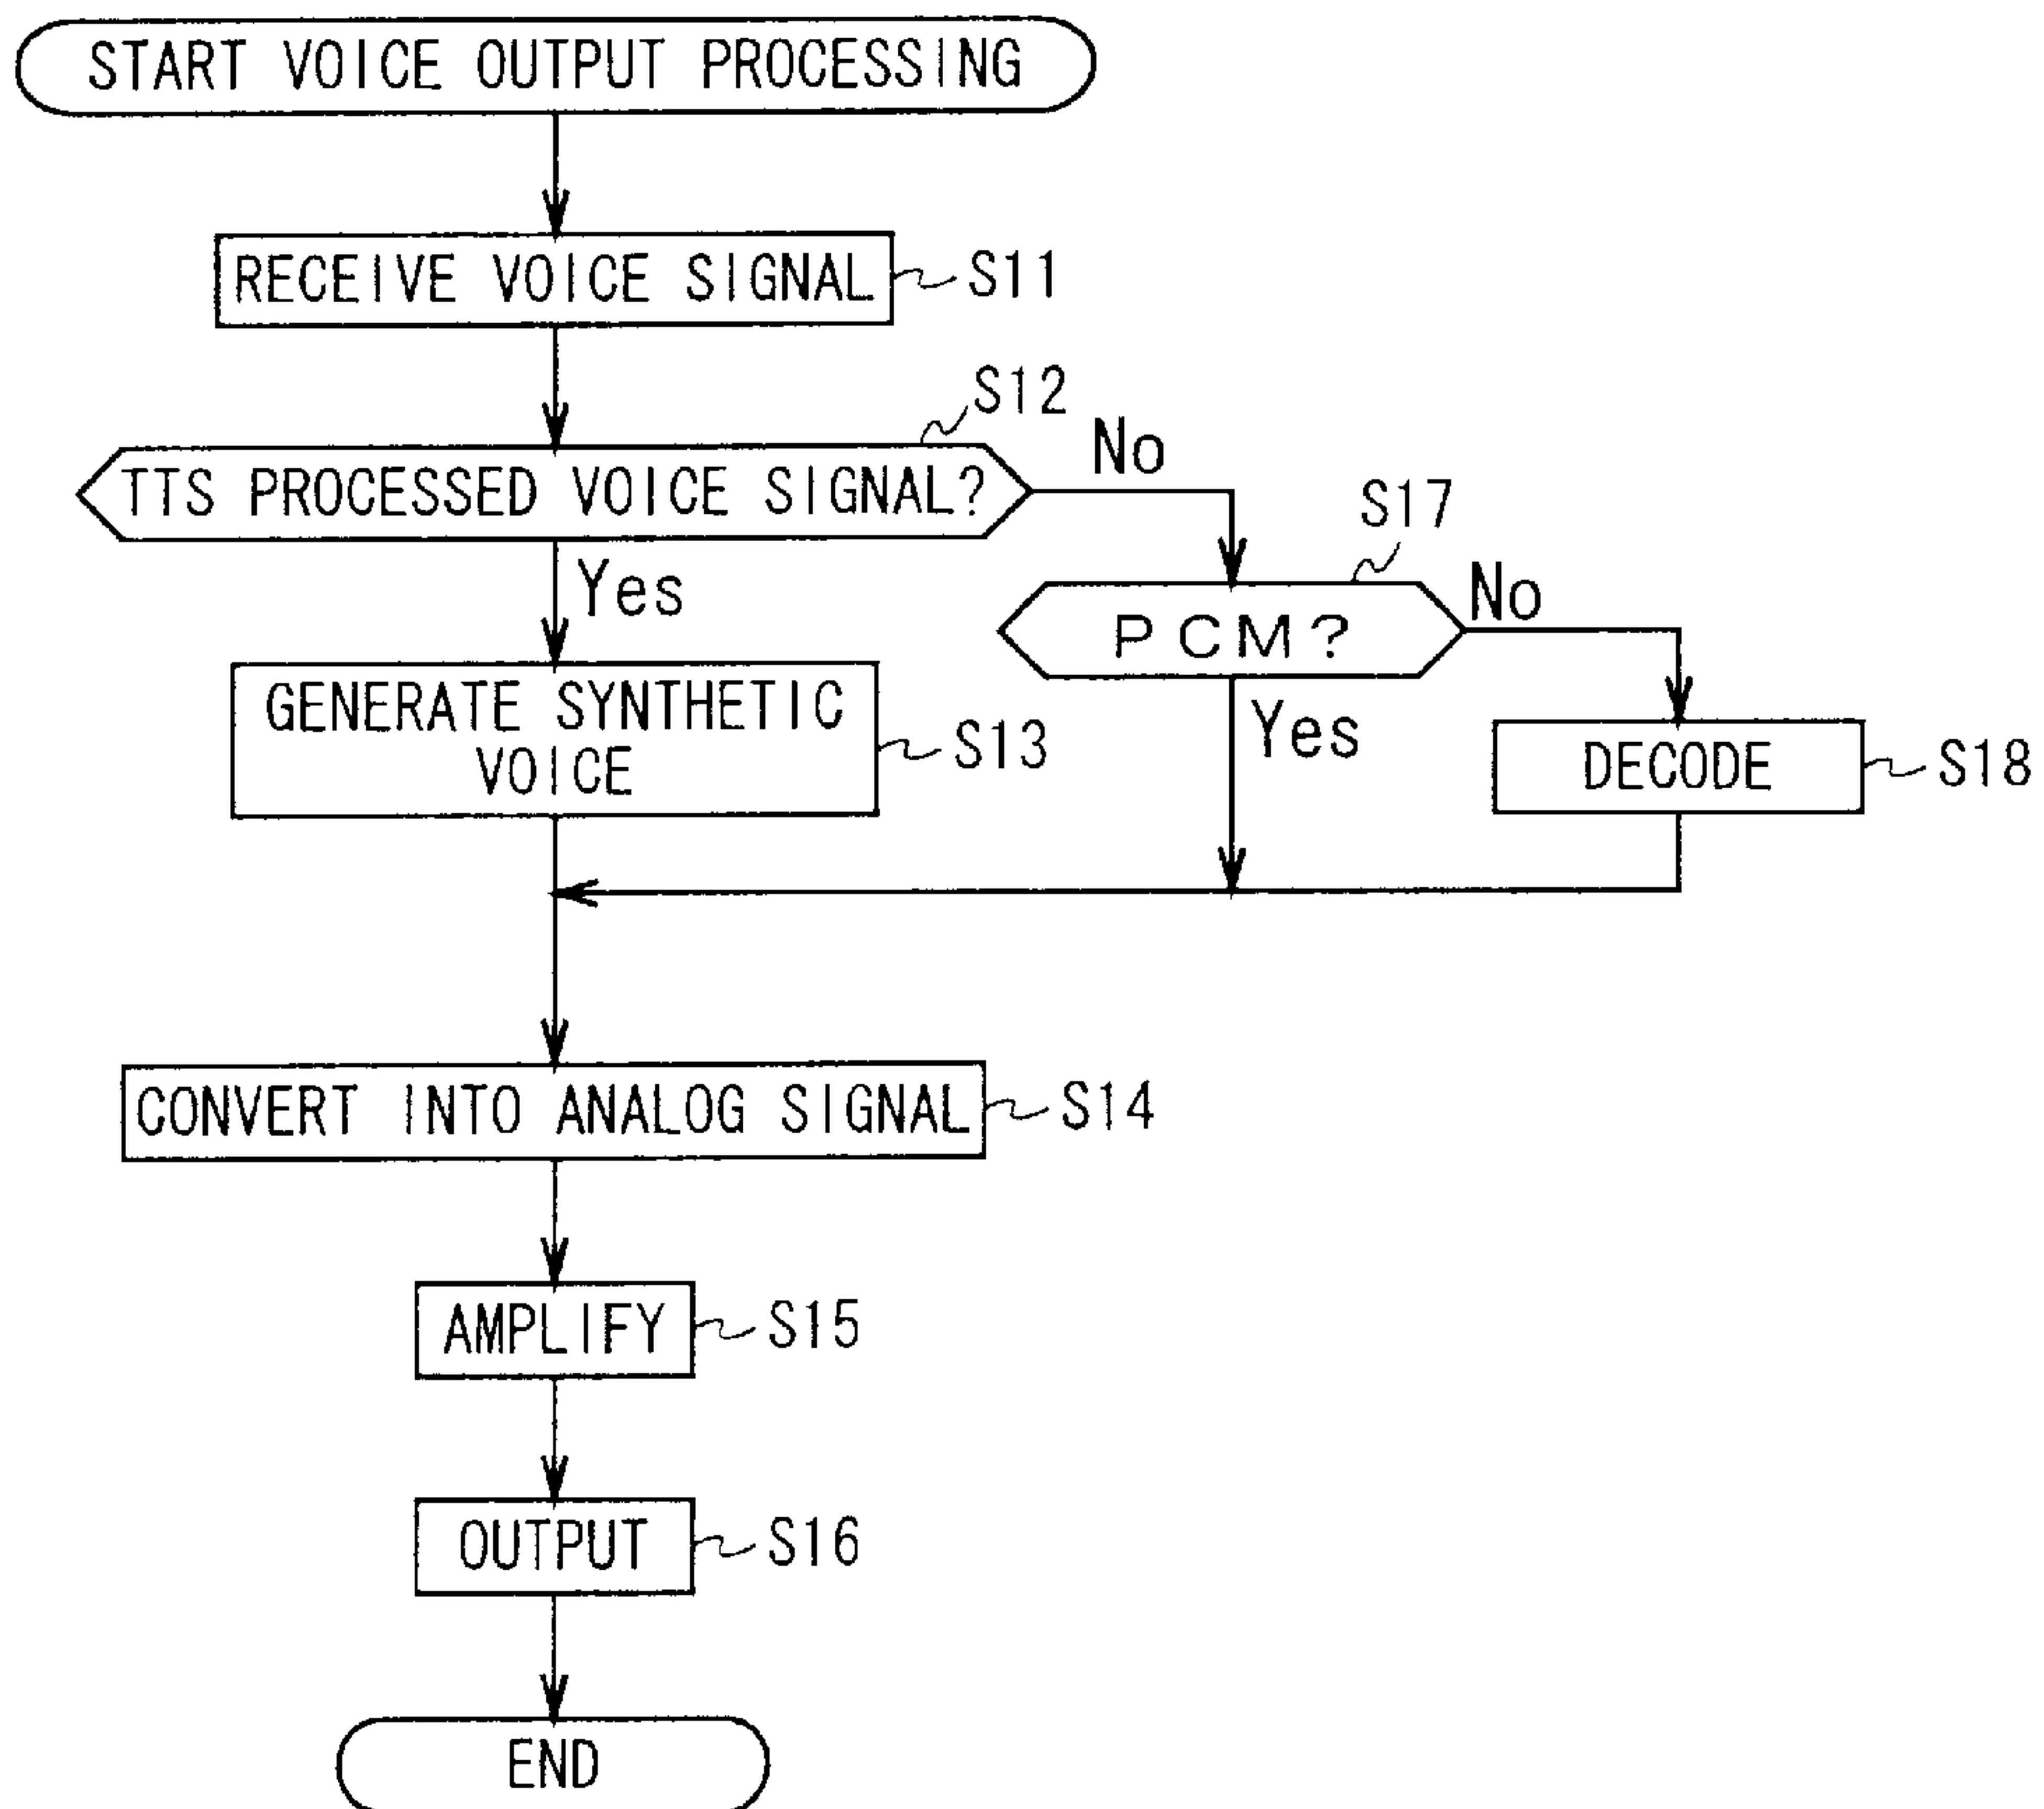 START VOICE OUTPUT PROCESSING
RECEIVE VOICE SIGNAL
S11
S12
TTS PROCESSED VOICE SIGNAL?
No
S17
Yes
PCM?
No
GENERATE SYNTHETIC
VOICE
S13
Yes
DECODE
S18
CONVERT INTO ANALOG SIGNAL
S14
AMPLIFY
S15
OUTPUT
S16
END